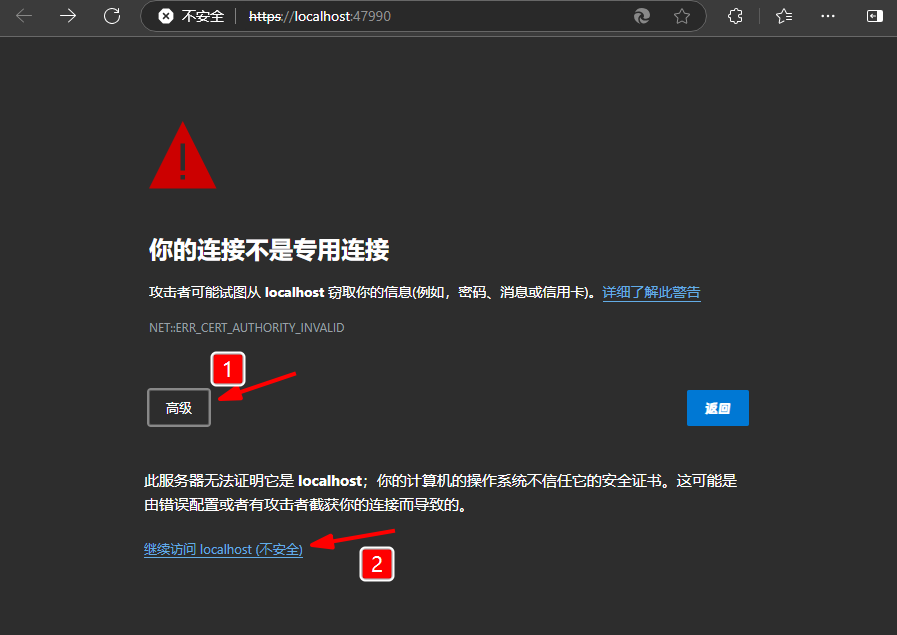 不安全 https://localhost:47990
你的连接不是专用连接
攻击者可能试图从 localhost 窃取你的信息(例如，密码、消息或信用卡)。详细了解此警告
NET::ERR_CERT_AUTHORITY_INVALID
1
高级
返回
此服务器无法证明它是 localhost；你的计算机的操作系统不信任它的安全证书。这可能是
由错误配置或者有攻击者截获你的连接而导致的。
继续访问 localhost (不安全)
2